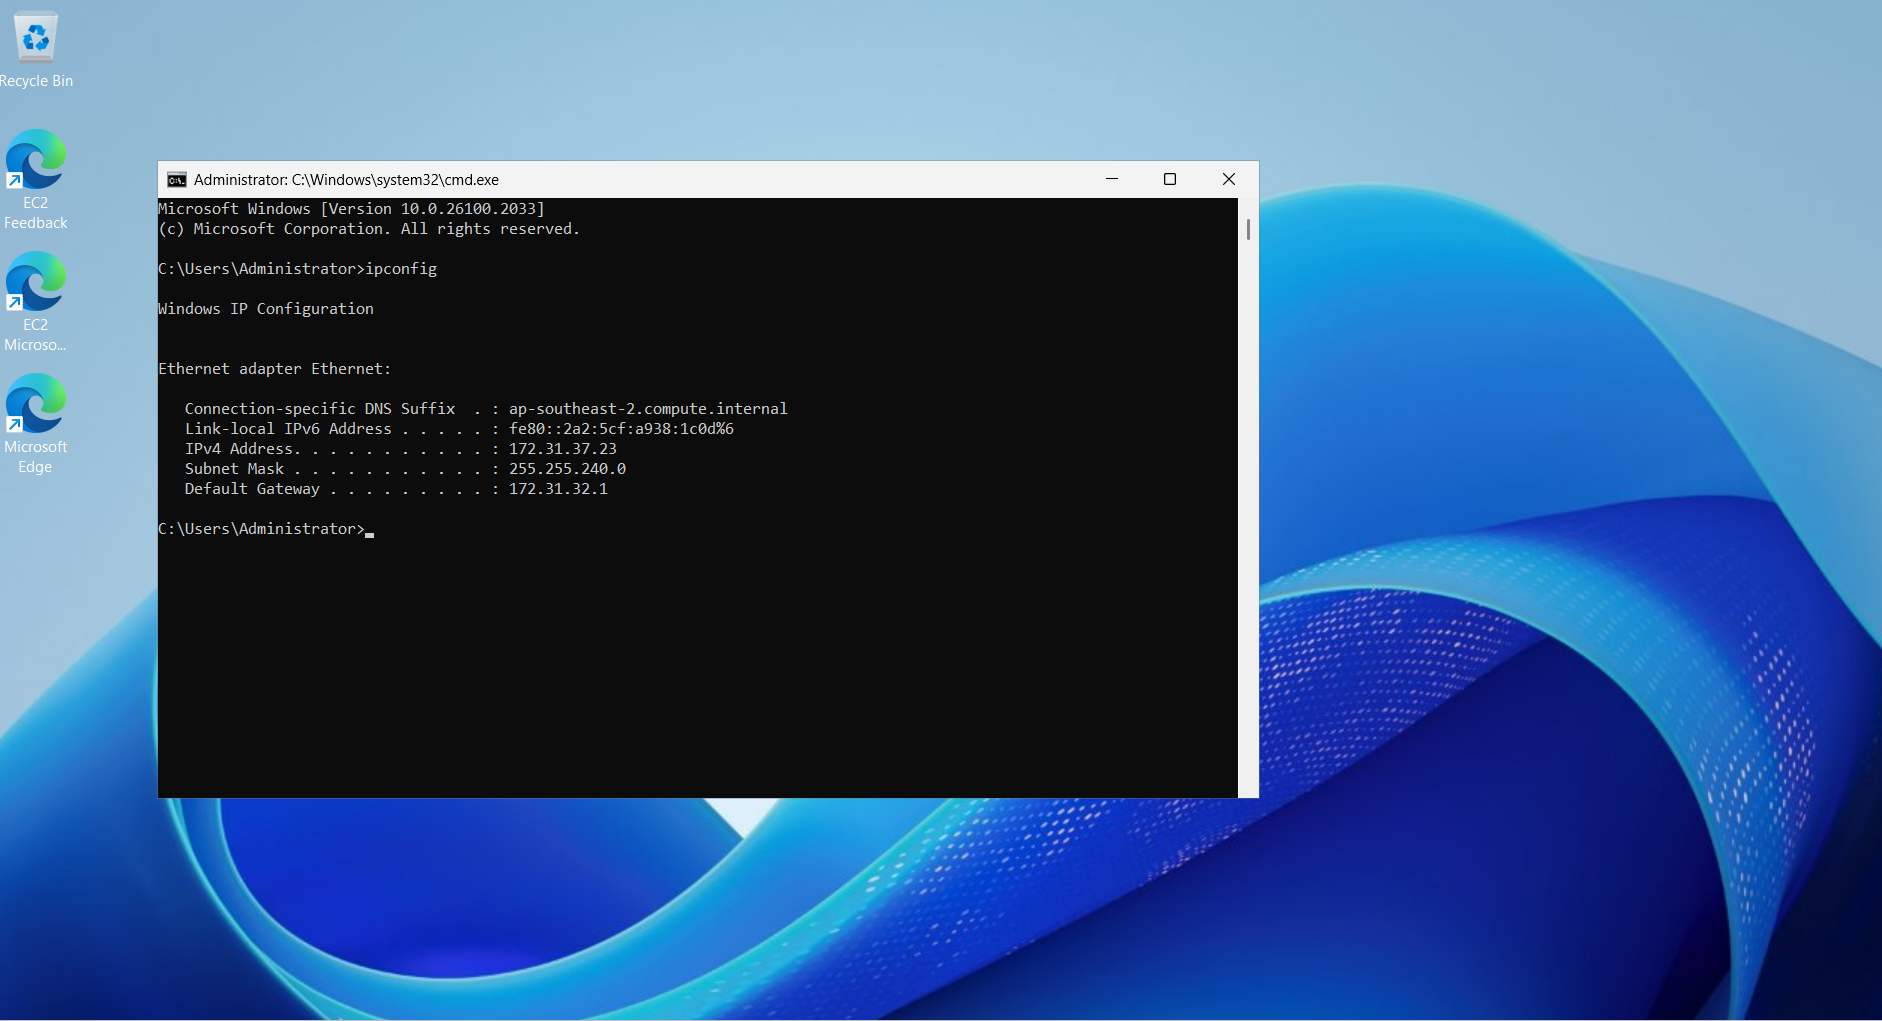 Recycle Bin
EC2
Feedback
EC2
Microso...
Microsoft
Edge
Administrator: C:\Windows\system32\cmd.exe
Microsoft Windows [Version 10.0.26100.2033]
(c) Microsoft Corporation. All rights reserved.
C:\Users\Administrator>ipconfig
Windows IP Configuration
Ethernet adapter Ethernet:
Connection-specific DNS Suffix  . : ap-southeast-2.compute.internal
Link-local IPv6 Address . . . . . : fe80::2a2:5cf:a938:1c0d%6
IPv4 Address. . . . . . . . . . . : 172.31.37.23
Subnet Mask . . . . . . . . . . . : 255.255.240.0
Default Gateway . . . . . . . . . : 172.31.32.1
C:\Users\Administrator>